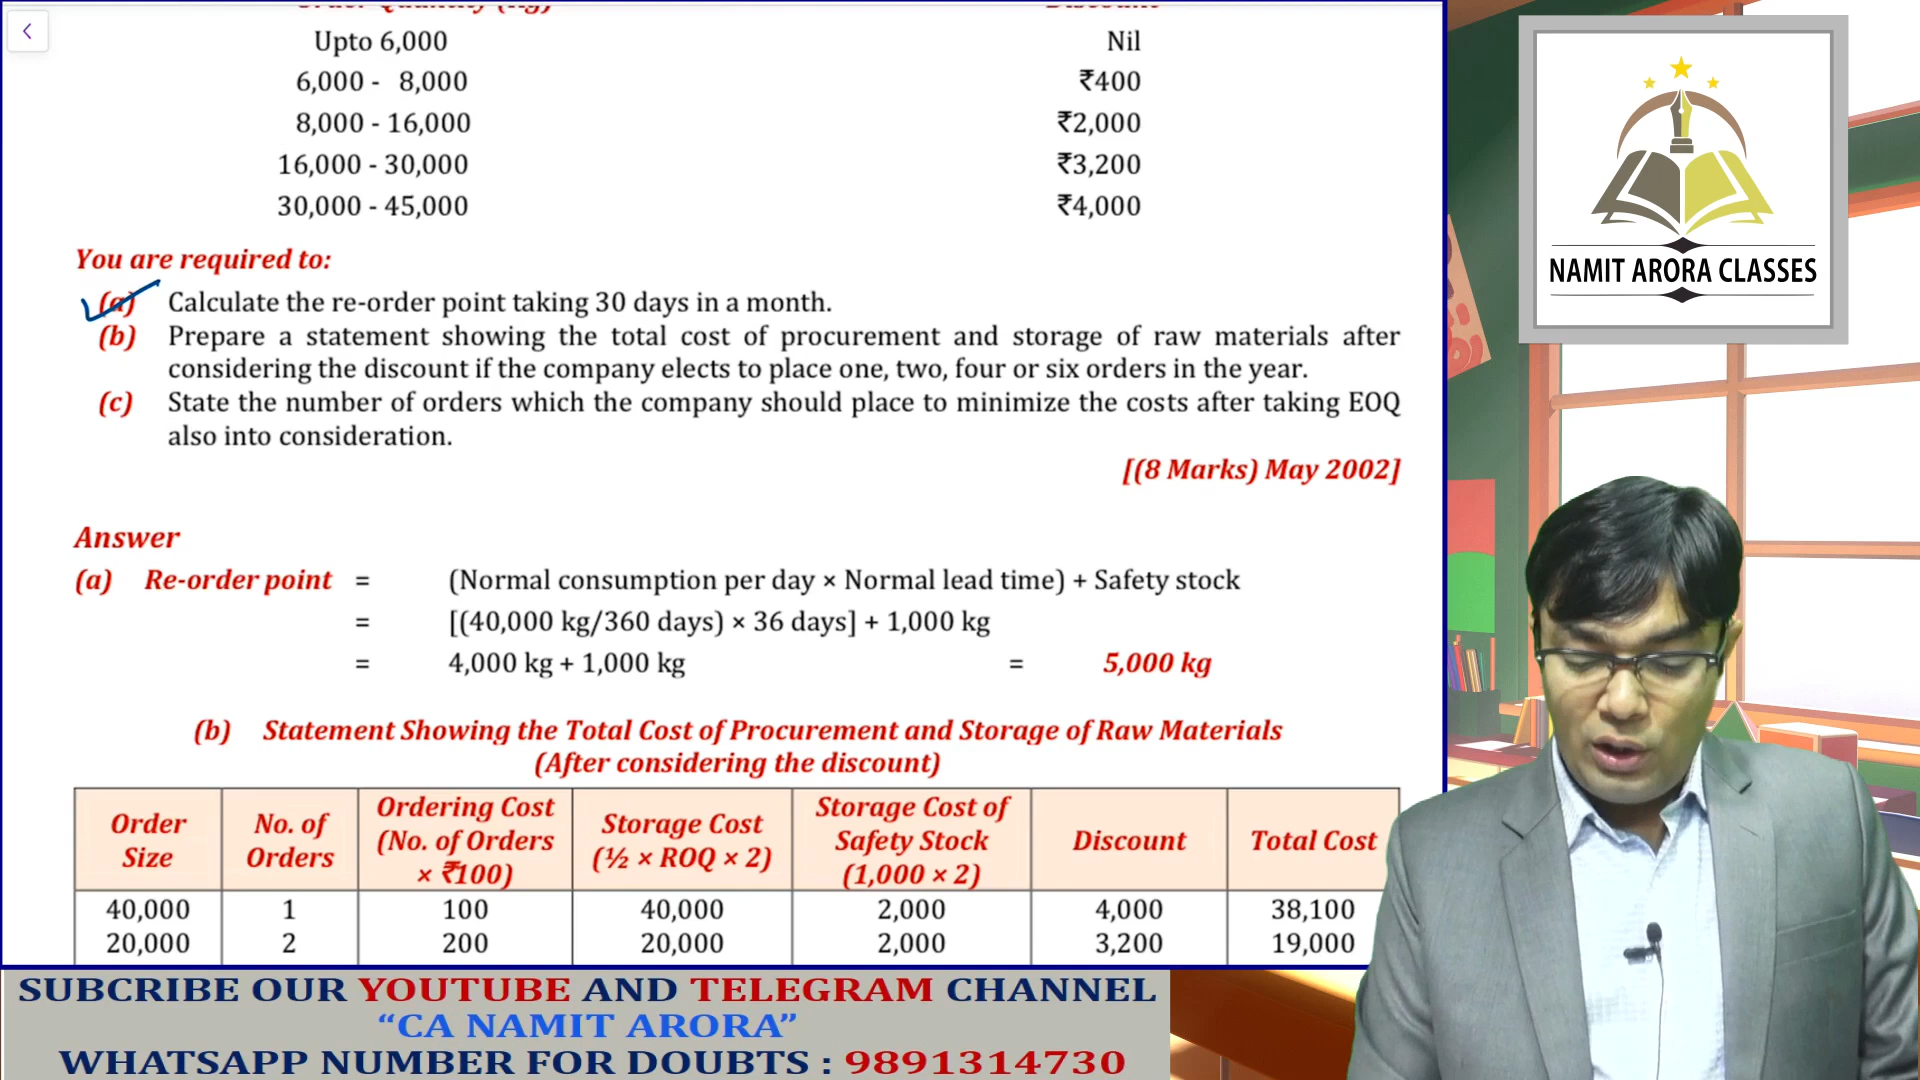 Upto 6,000 Nil
6,000 - 8,000 ₹400
8,000 - 16,000 ₹2,000
16,000 - 30,000 ₹3,200
30,000 - 45,000 ₹4,000
You are required to:
(a) Calculate the re-order point taking 30 days in a month.
(b) Prepare a statement showing the total cost of procurement and storage of raw materials after
considering the discount if the company elects to place one, two, four or six orders in the year.
(c) State the number of orders which the company should place to minimize the costs after taking EOQ
also into consideration.
[(8 Marks) May 2002]
Answer
(a) Re-order point = (Normal consumption per day × Normal lead time) + Safety stock
= [(40,000 kg/360 days) × 36 days] + 1,000 kg
= 4,000 kg + 1,000 kg = 5,000 kg
(b) Statement Showing the Total Cost of Procurement and Storage of Raw Materials
(After considering the discount)
Order Size No. of Orders Ordering Cost (No. of Orders × ₹100) Storage Cost (½ × ROQ × 2) Storage Cost of Safety Stock (1,000 × 2) Discount Total Cost
40,000 1 100 40,000 2,000 4,000 38,100
20,000 2 200 20,000 2,000 3,200 19,000
NAMIT ARORA CLASSES
SUBCRIBE OUR YOUTUBE AND TELEGRAM CHANNEL
“CA NAMIT ARORA”
WHATSAPP NUMBER FOR DOUBTS : 9891314730